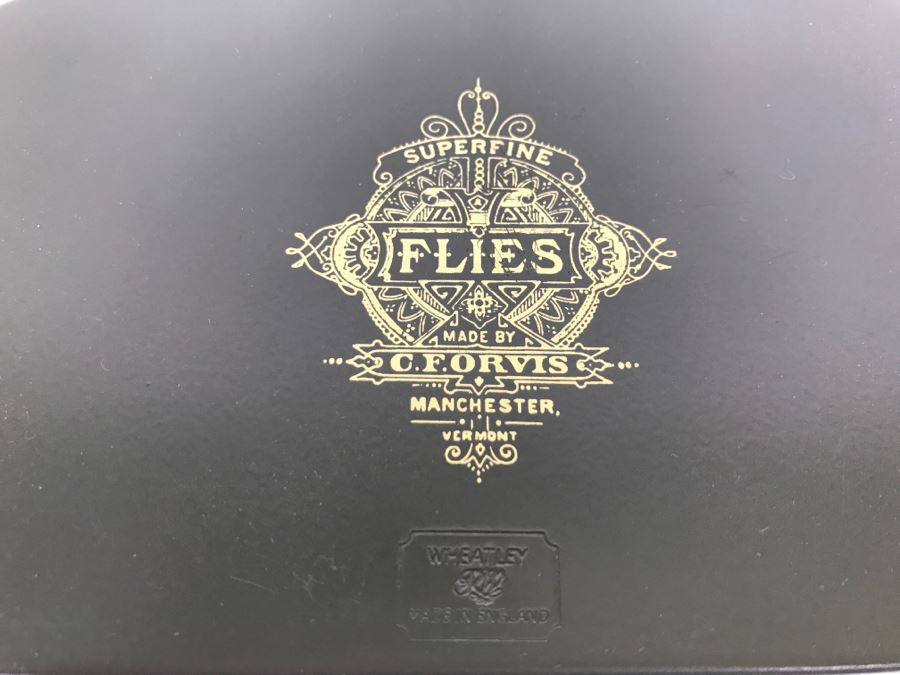 SUPERFINE
FLIES
MADE BY
C.F.ORVIS
MANCHESTER,
VERMONT
WHEATLEY
MADE IN ENGLAND